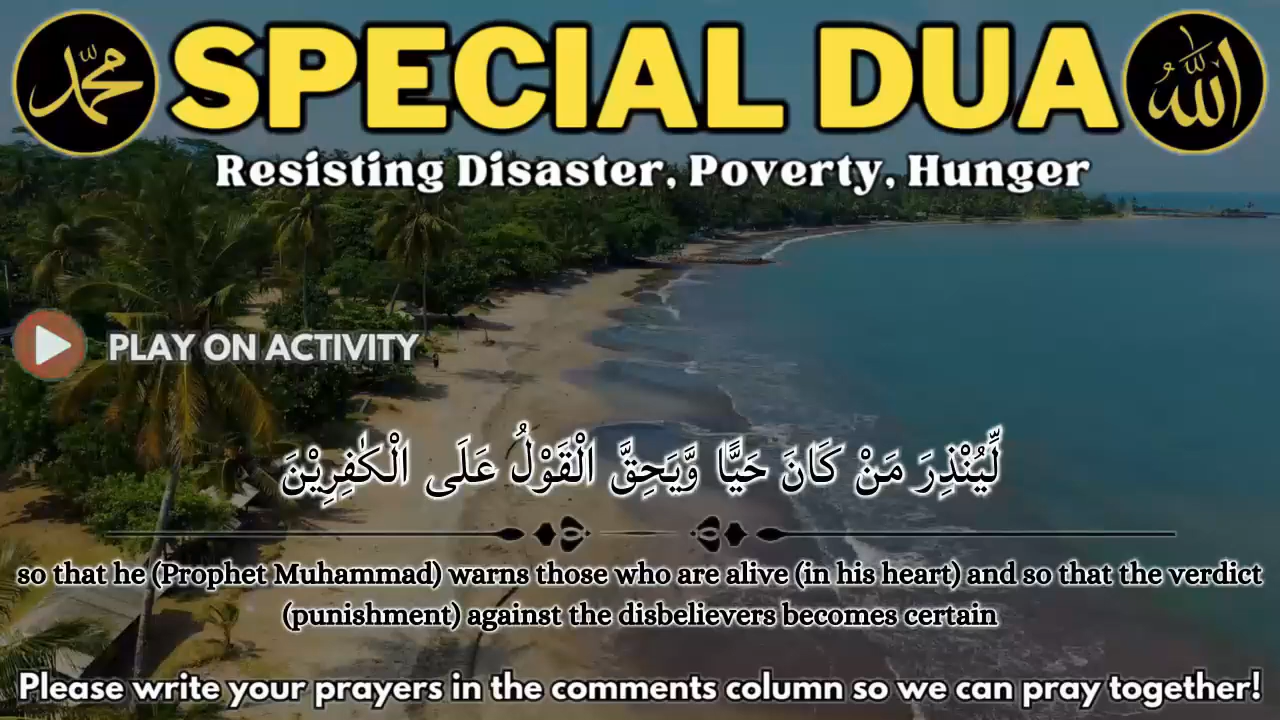 محمد
SPECIAL DUA
الله
Resisting Disaster, Poverty, Hunger
PLAY ON ACTIVITY
لِّيُنْذِرَ مَنْ كَانَ حَيًّا وَّيَحِقَّ الْقَوْلُ عَلَى الْكٰفِرِيْنَ
so that he (Prophet Muhammad) warns those who are alive (in his heart) and so that the verdict
(punishment) against the disbelievers becomes certain
Please write your prayers in the comments column so we can pray together!